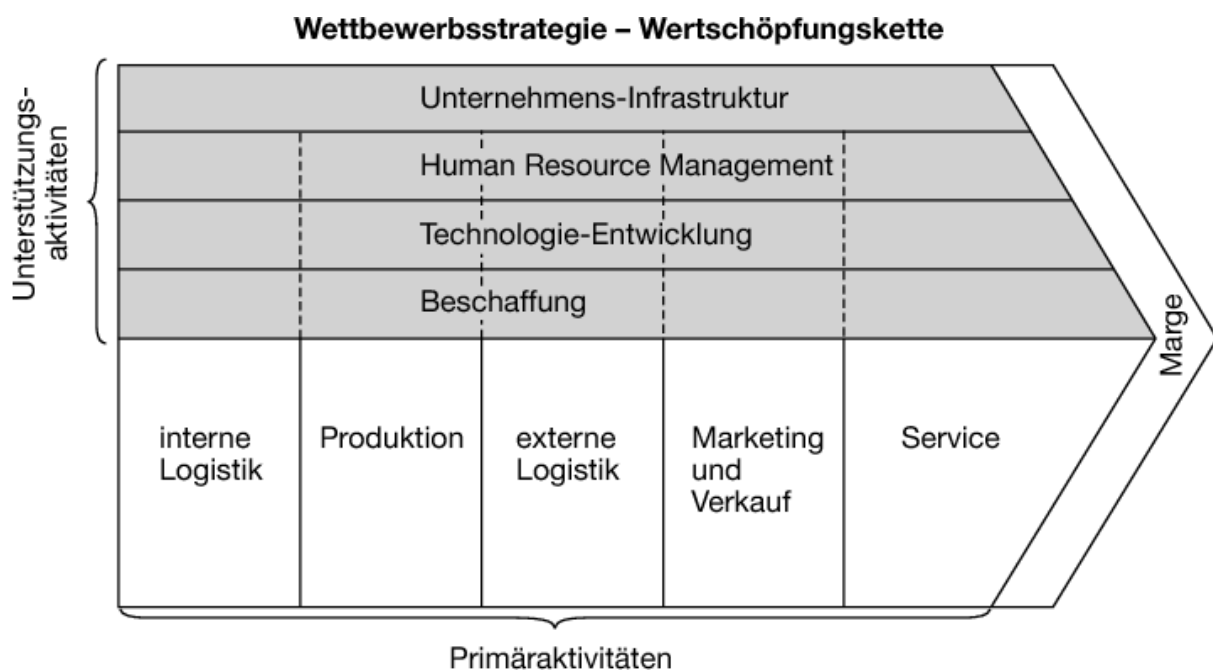 Wettbewerbsstrategie – Wertschöpfungskette
Unterstützungs-
aktivitäten
Unternehmens-Infrastruktur
Human Resource Management
Technologie-Entwicklung
Beschaffung
Marge
interne
Logistik
Produktion
externe
Logistik
Marketing
und
Verkauf
Service
Primäraktivitäten